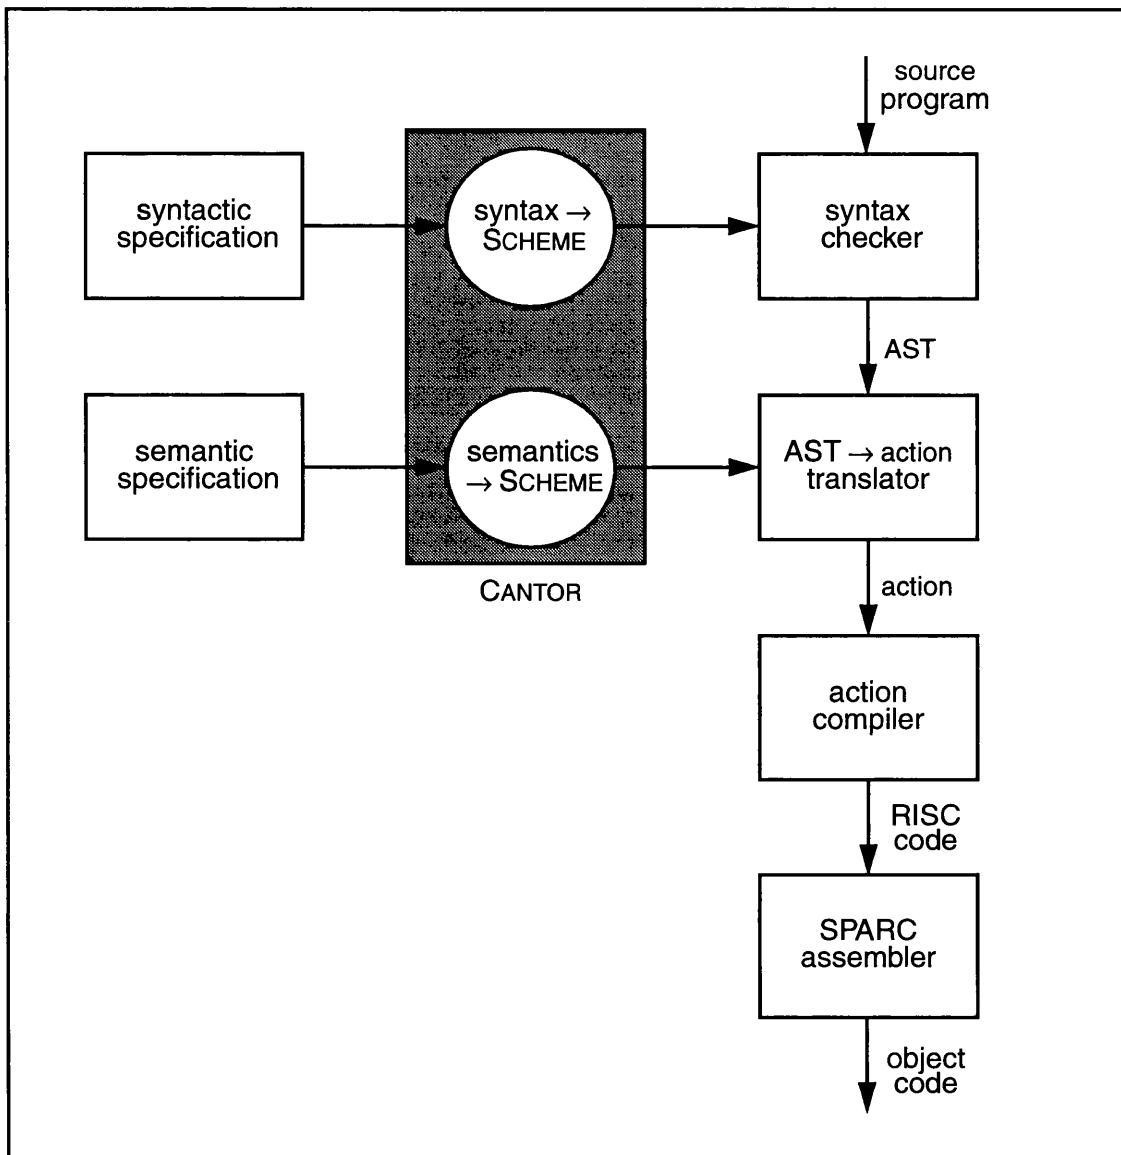 source
program
syntactic
specification
syntax →
SCHEME
syntax
checker
AST
semantic
specification
semantics
→ SCHEME
AST → action
translator
CANTOR
action
action
compiler
RISC
code
SPARC
assembler
object
code